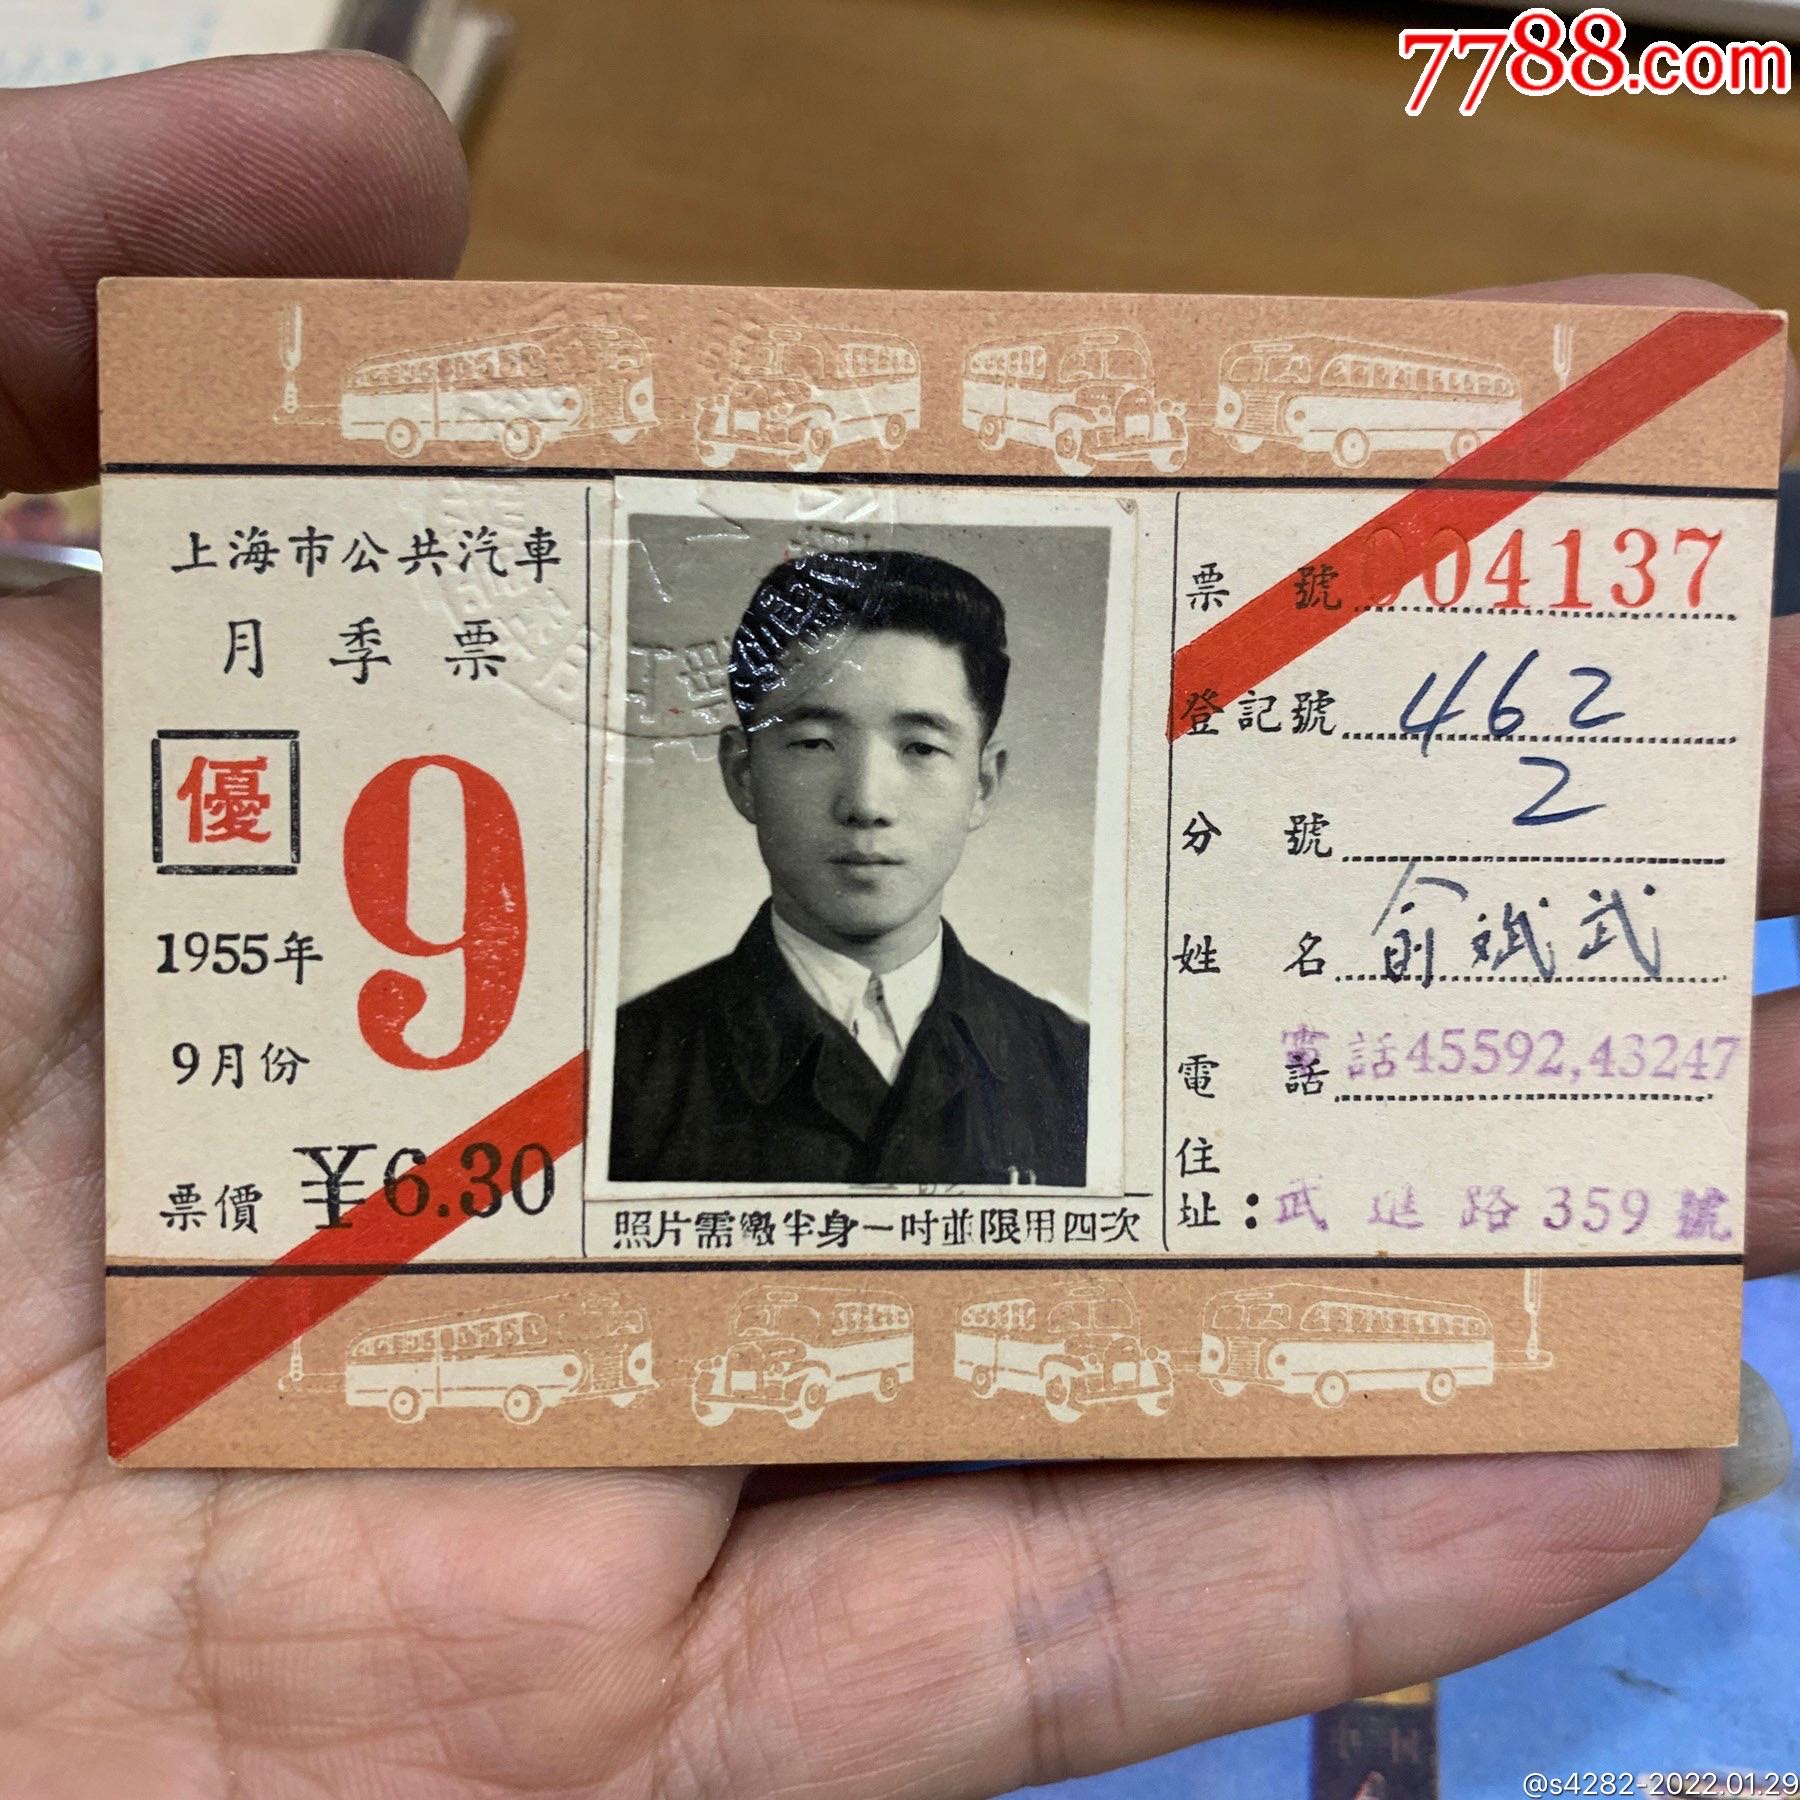 7788.com
上海市公共汽車
月季票
優
9
1955年
9月份
票價 ¥6.30
照片需繳半身一吋並限用四次
票號 004137
登記號 462
分號 2
姓名 俞斌武
電話 電話45592,43247
住址：武進路359號
@s4282-2022.01.29